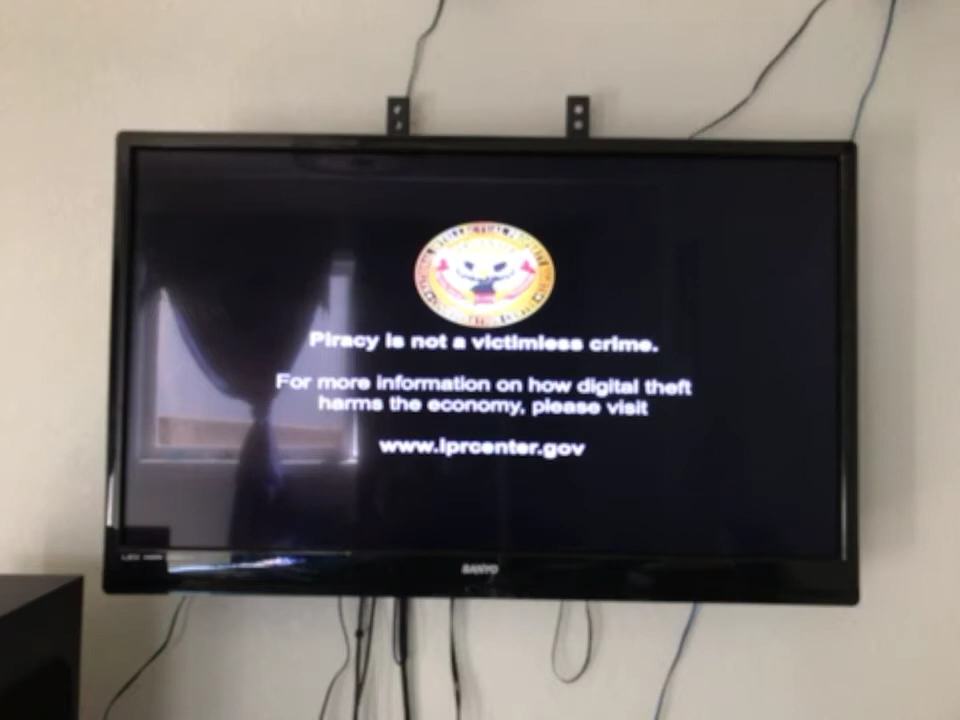 Piracy is not a victimless crime.
For more information on how digital theft
harms the economy, please visit
www.iprcenter.gov
SANYO